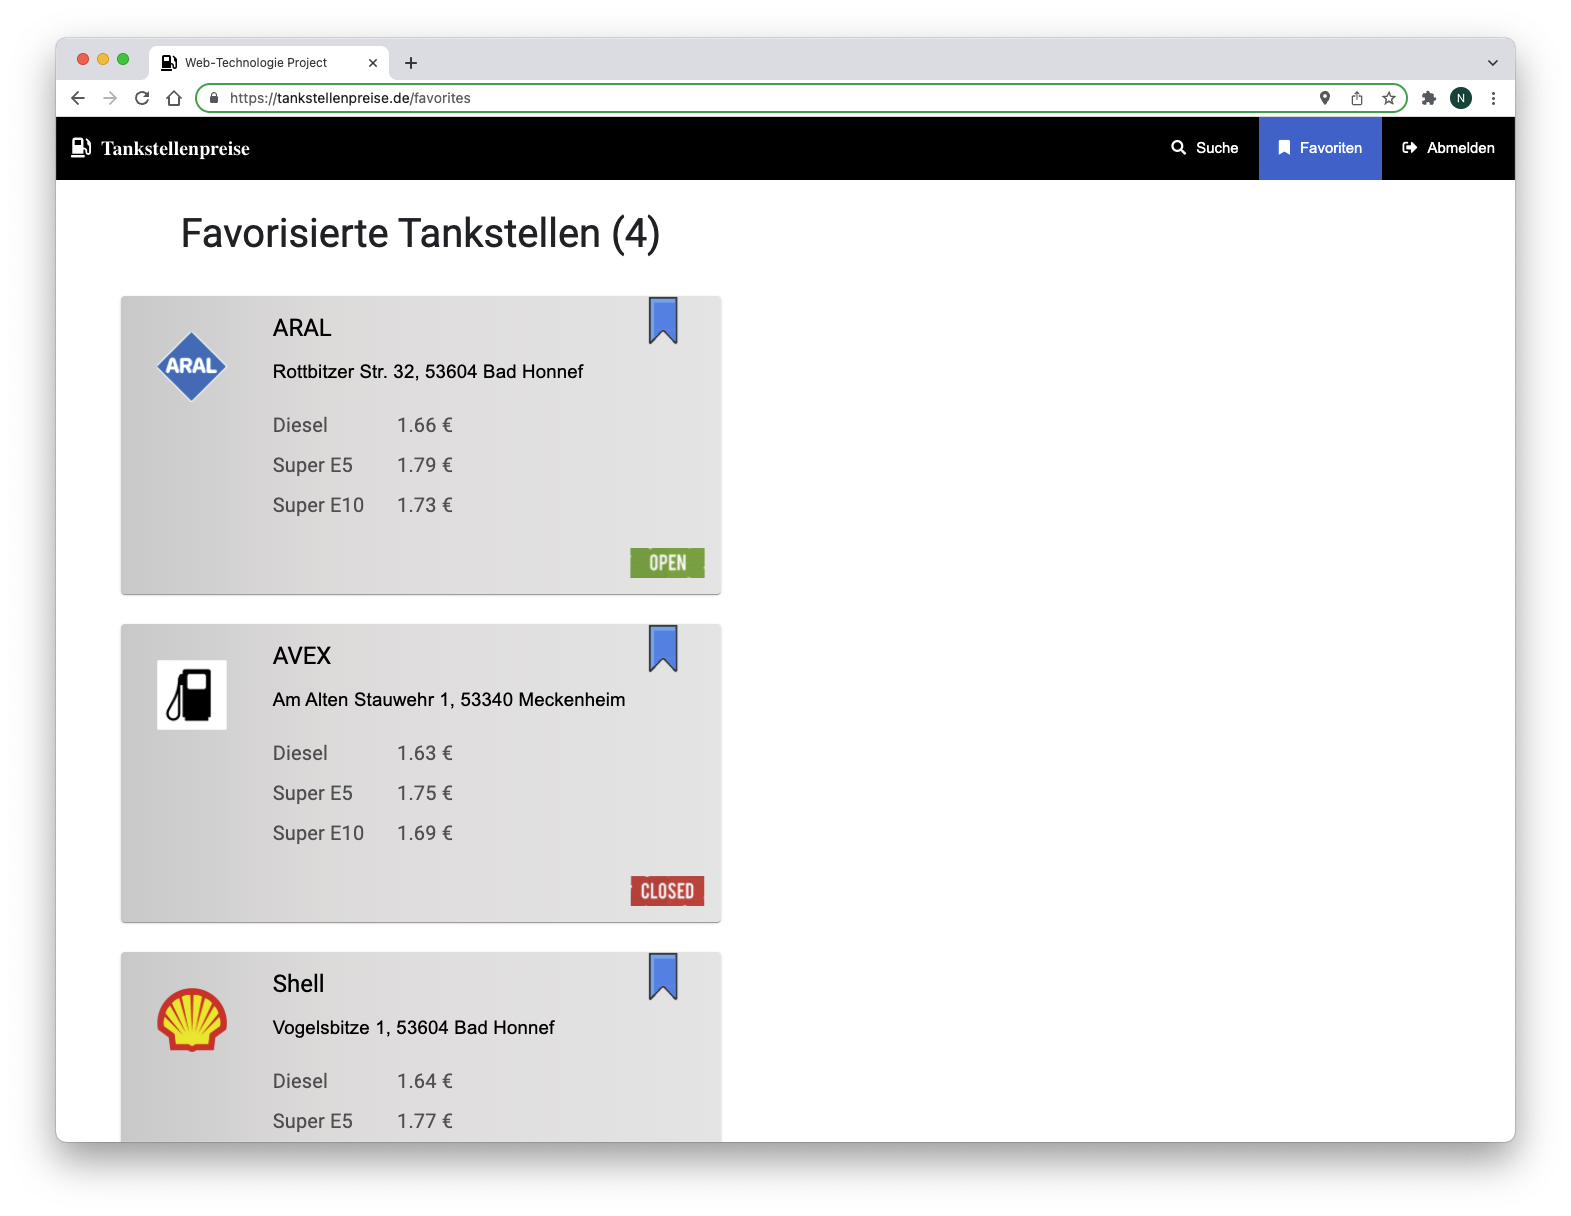 Web-Technologie Project
https://tankstellenpreise.de/favorites
N
Tankstellenpreise
Suche
Favoriten
Abmelden
Favorisierte Tankstellen (4)
ARAL
ARAL
Rottbitzer Str. 32, 53604 Bad Honnef
Diesel 1.66 €
Super E5 1.79 €
Super E10 1.73 €
OPEN
AVEX
Am Alten Stauwehr 1, 53340 Meckenheim
Diesel 1.63 €
Super E5 1.75 €
Super E10 1.69 €
CLOSED
Shell
Vogelsbitze 1, 53604 Bad Honnef
Diesel 1.64 €
Super E5 1.77 €